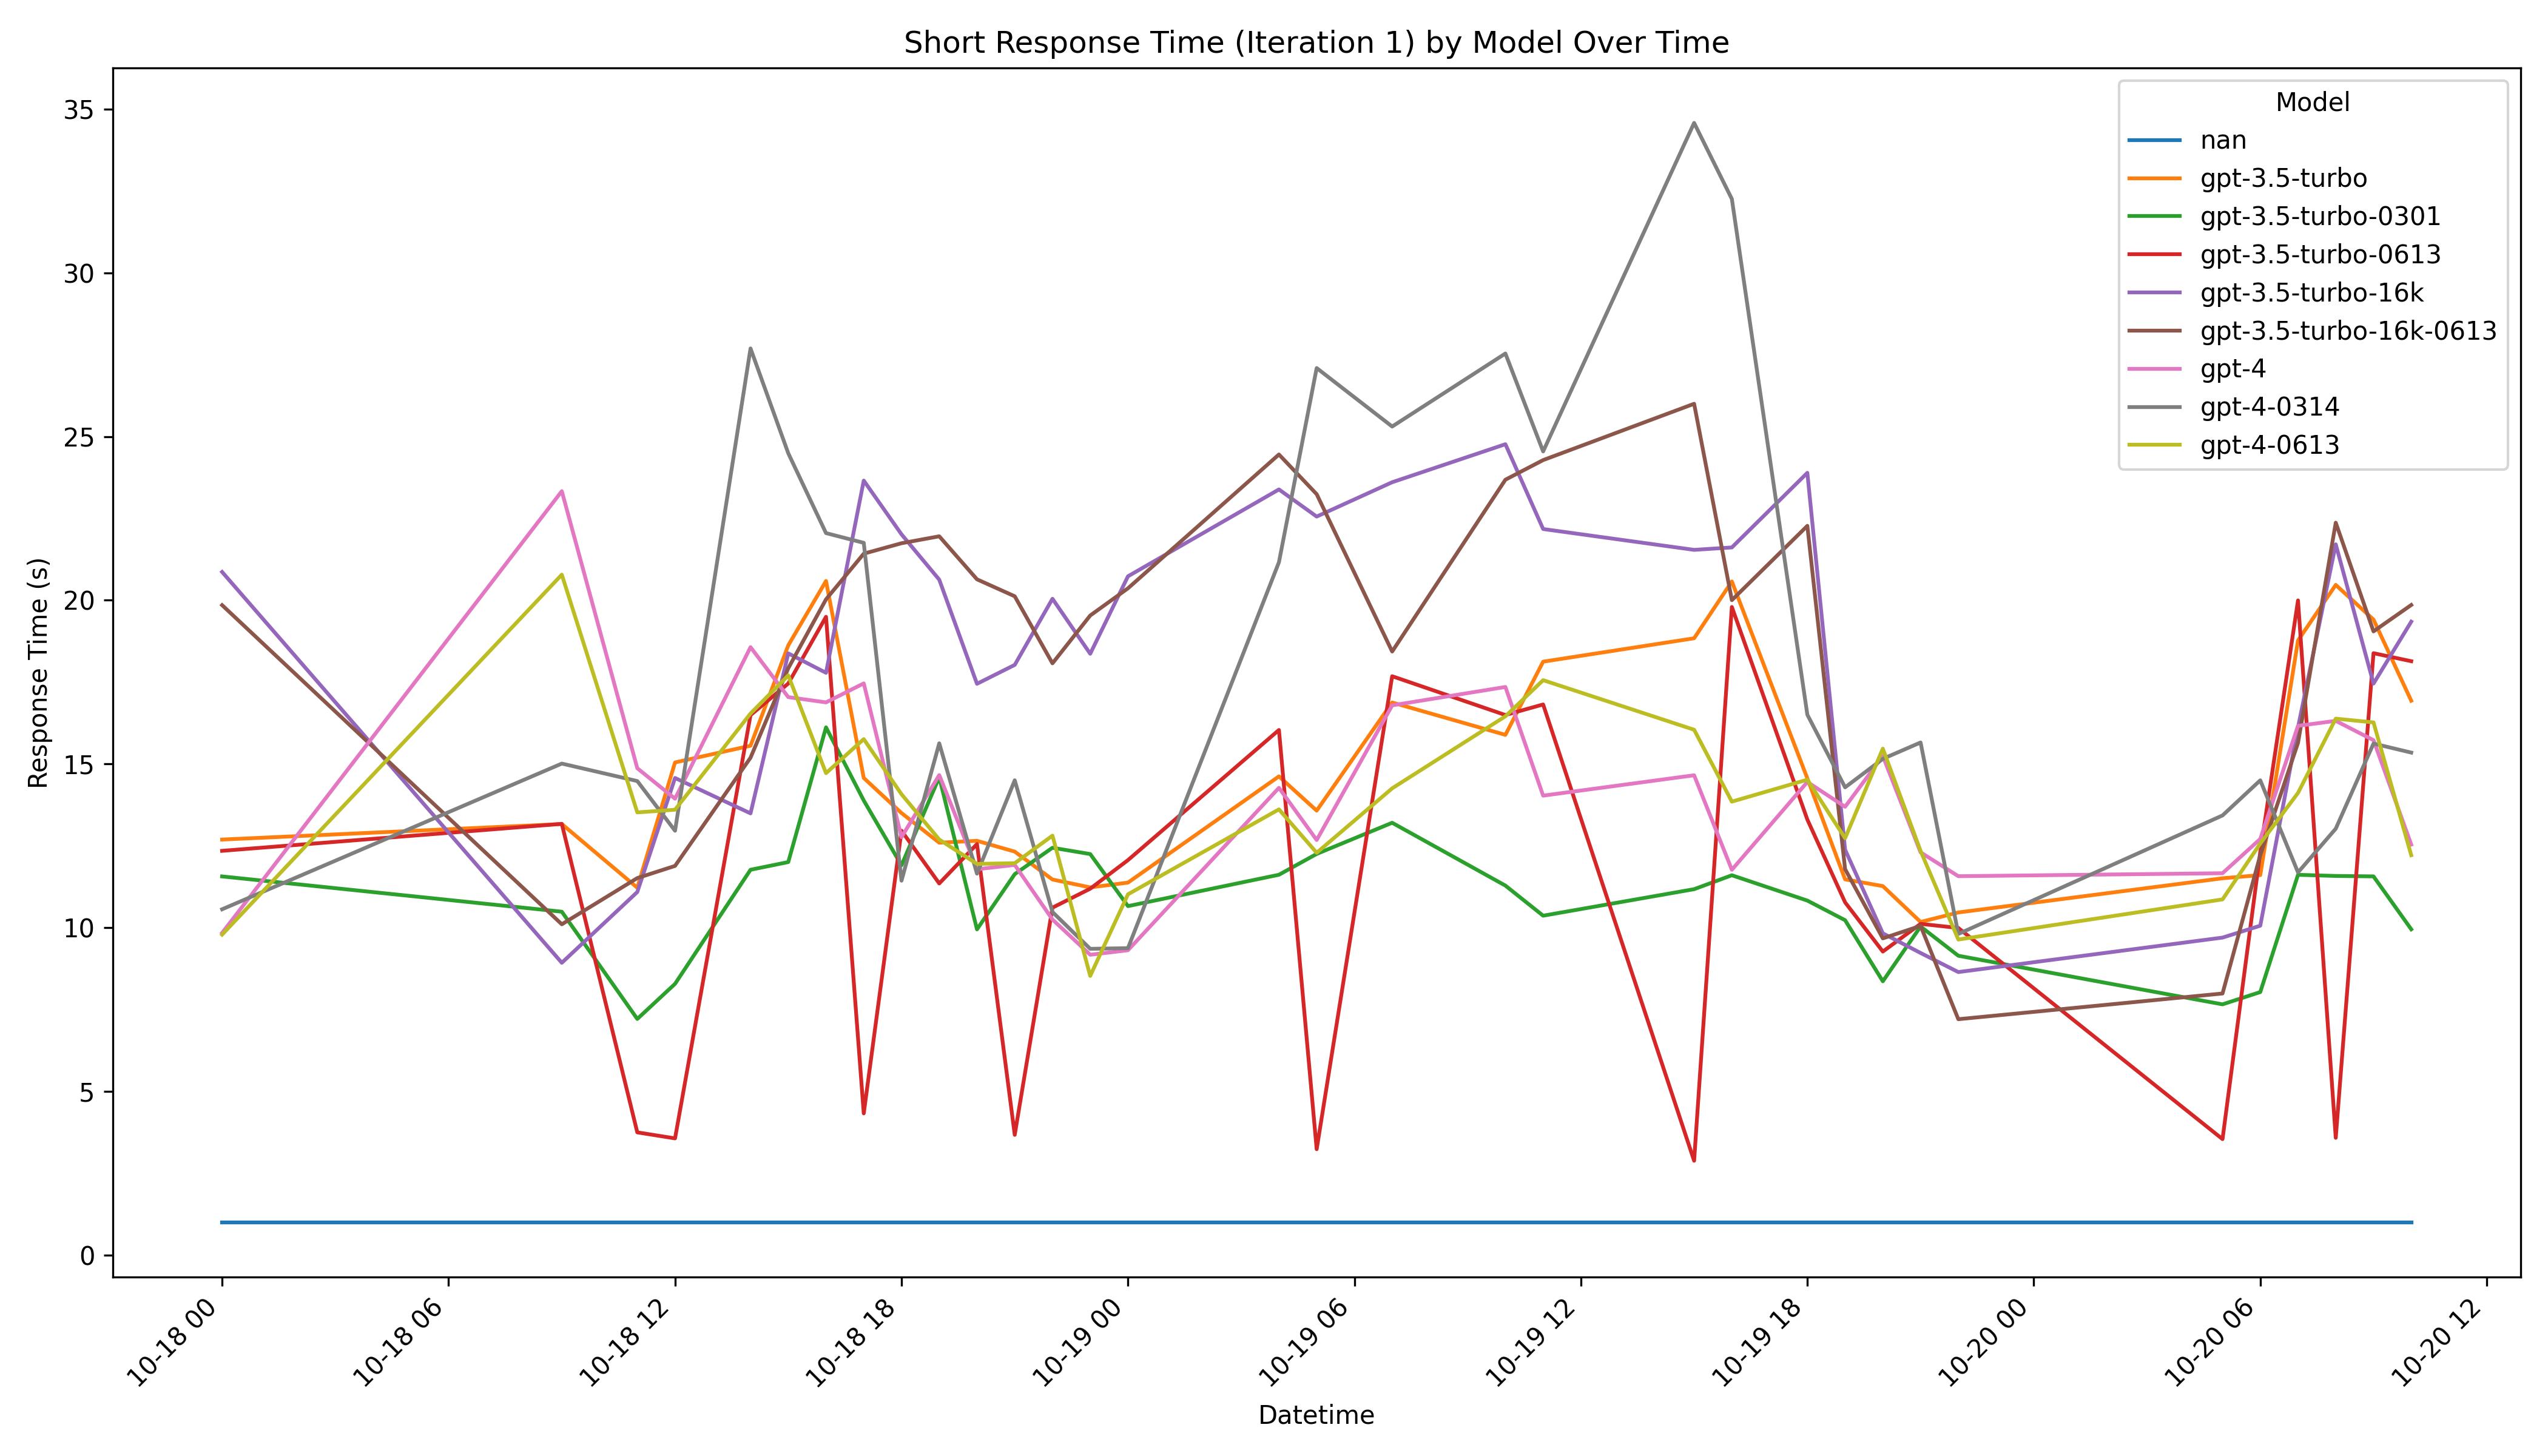 Short Response Time (Iteration 1) by Model Over Time
35
30
25
20
15
10
5
0
Response Time (s)
Model
nan
gpt-3.5-turbo
gpt-3.5-turbo-0301
gpt-3.5-turbo-0613
gpt-3.5-turbo-16k
gpt-3.5-turbo-16k-0613
gpt-4
gpt-4-0314
gpt-4-0613
10-18 00
10-18 06
10-18 12
10-18 18
10-19 00
10-19 06
10-19 12
10-19 18
10-20 00
10-20 06
10-20 12
Datetime